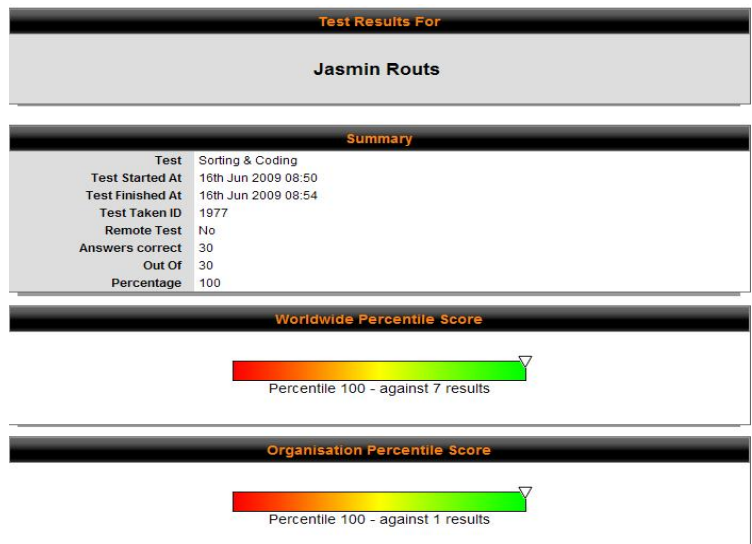 Test Results For
Jasmin Routs
Summary
Test Sorting & Coding
Test Started At 16th Jun 2009 08:50
Test Finished At 16th Jun 2009 08:54
Test Taken ID 1977
Remote Test No
Answers correct 30
Out Of 30
Percentage 100
Worldwide Percentile Score
Percentile 100 - against 7 results
Organisation Percentile Score
Percentile 100 - against 1 results